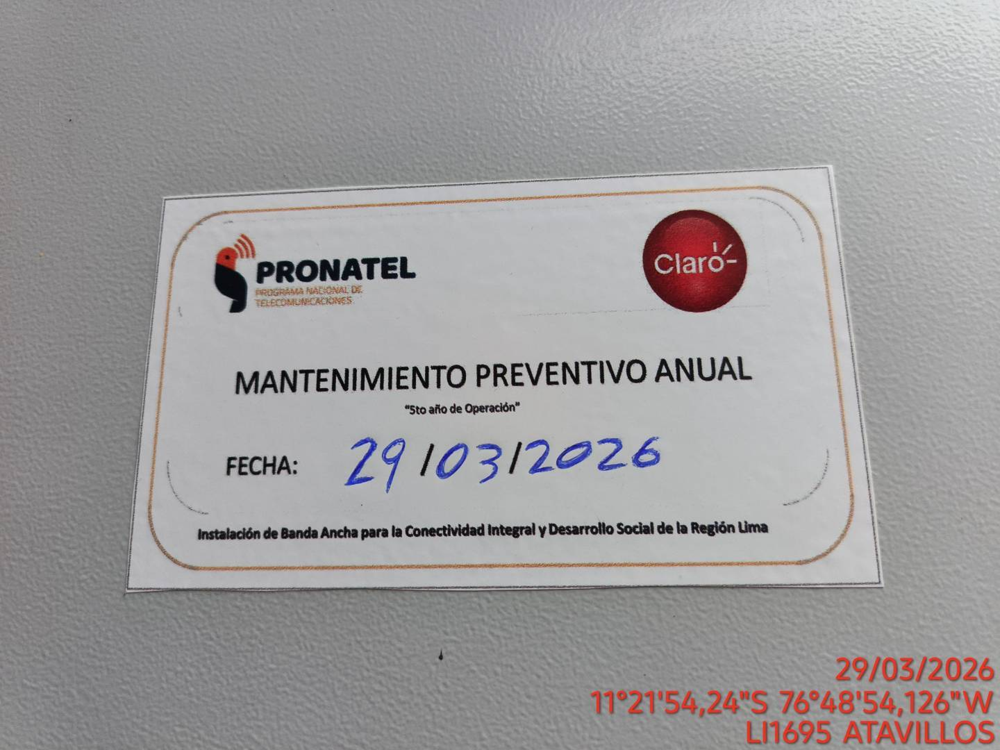 PRONATEL
PROGRAMA NACIONAL DE
TELECOMUNICACIONES
Claro
MANTENIMIENTO PREVENTIVO ANUAL
"5to año de Operación"
FECHA: 29/03/2026
Instalación de Banda Ancha para la Conectividad Integral y Desarrollo Social de la Región Lima
29/03/2026
11°21'54,24"S 76°48'54,126"W
LI1695 ATAVILLOS